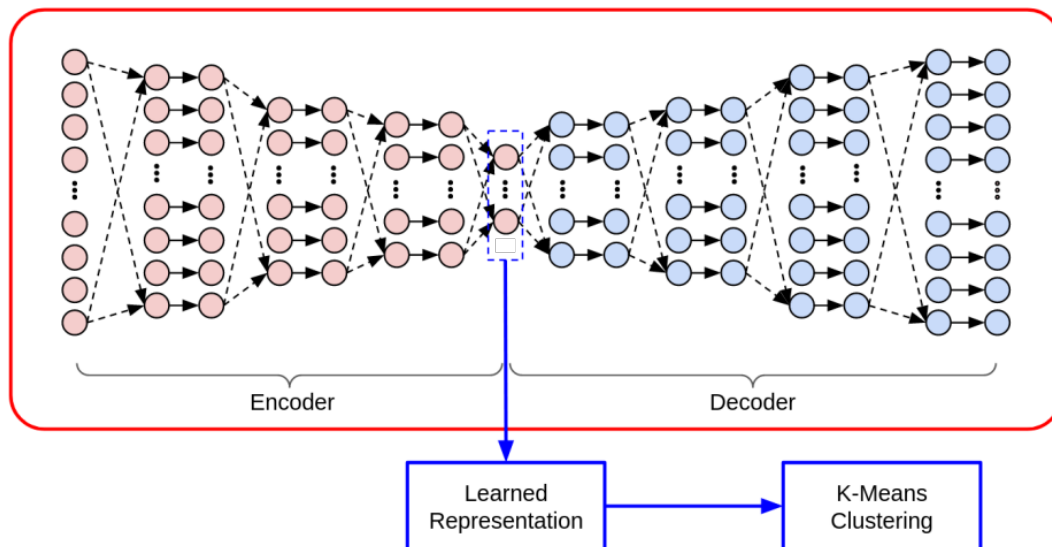 Encoder
Decoder
Learned
Representation
K-Means
Clustering